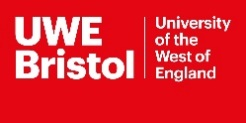 UWE
Bristol
University
of the
West of
England